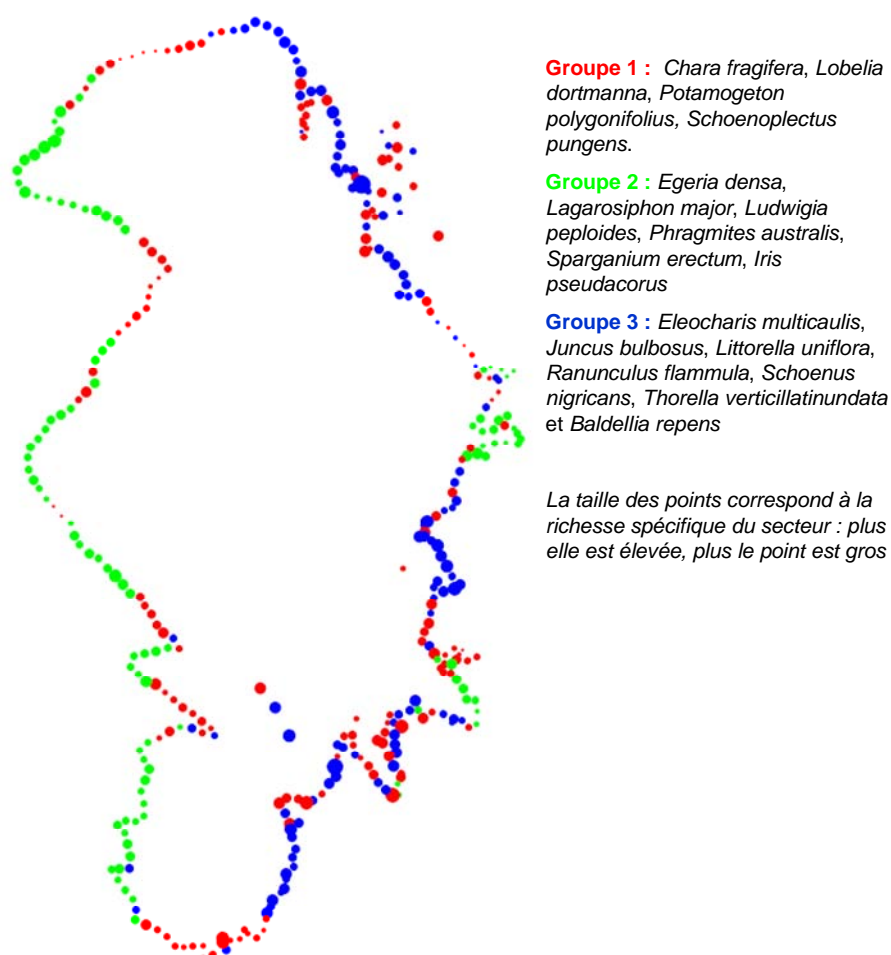 Groupe 1 : Chara fragifera, Lobelia
dortmanna, Potamogeton
polygonifolius, Schoenoplectus
pungens.
Groupe 2 : Egeria densa,
Lagarosiphon major, Ludwigia
peploides, Phragmites australis,
Sparganium erectum, Iris
pseudacorus
Groupe 3 : Eleocharis multicaulis,
Juncus bulbosus, Littorella uniflora,
Ranunculus flammula, Schoenus
nigricans, Thorella verticillatinundata
et Baldellia repens
La taille des points correspond à la
richesse spécifique du secteur : plus
elle est élevée, plus le point est gros